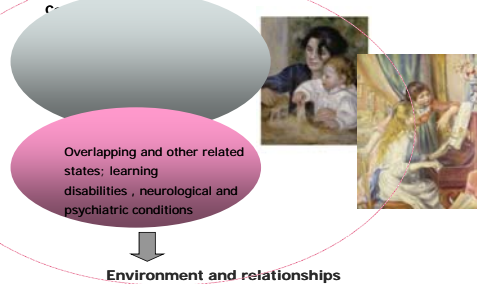 Overlapping and other related
states; learning
disabilities , neurological and
psychiatric conditions
Environment and relationships